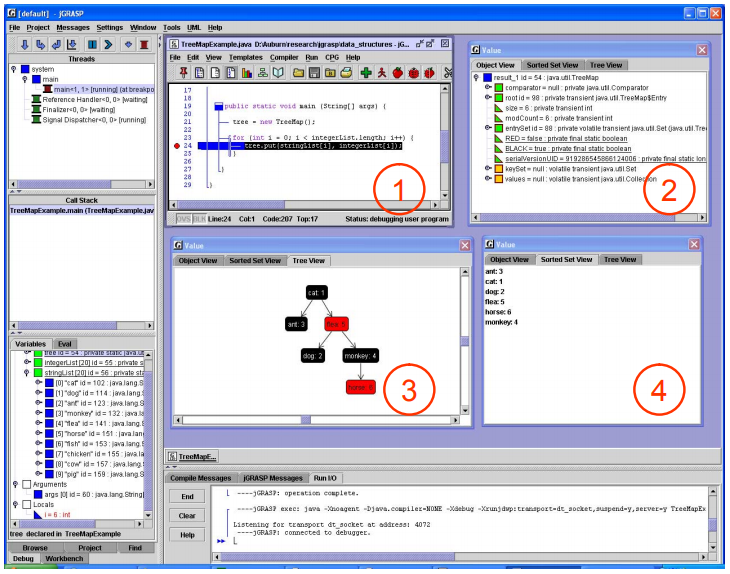 [default] - jGRASP
File Project Messages Settings Window Tools UML Help
Threads
system
main
main<1, 1> [running] (at breakpo
Reference Handler<0, 0> [waiting]
Finalizer<0, 0> [waiting]
Signal Dispatcher<0, 0> [running]
Call Stack
TreeMapExample.main (TreeMapExample.jav
Variables Eval
tree id = 54 : private static java.ut
integerList [20] id = 55 : private s
stringList [20] id = 56 : private sta
[0] "cat" id = 102 : java.lang.S
[1] "dog" id = 114 : java.lang.S
[2] "ant" id = 123 : java.lang.S
[3] "monkey" id = 132 : java.la
[4] "flea" id = 141 : java.lang.S
[5] "horse" id = 151 : java.lan
[6] "fish" id = 153 : java.lang.S
[7] "chicken" id = 155 : java.la
[8] "cow" id = 157 : java.lang.S
[9] "pig" id = 159 : java.lang.S
Arguments
args [0] id = 60 : java.lang.String[
Locals
i = 6 : int
tree declared in TreeMapExample
Browse Project Find
Debug Workbench
TreeMapExample.java D:\Auburn\research\jgrasp\data_structures - jG...
File Edit View Templates Compiler Run CPG Help
17
18
19 public static void main (String[] args) {
20
21 tree = new TreeMap();
22
23 for (int i = 0; i < integerList.length; i++) {
24 tree.put(stringList[i], integerList[i]);
25 }
26
27 }
28
29 }
1
OVS BLK Line:24 Col:1 Code:207 Top:17 Status: debugging user program
Value
Object View Sorted Set View Tree View
result_1 id = 54 : java.util.TreeMap
comparator = null : private java.util.Comparator
root id = 98 : private transient java.util.TreeMap$Entry
size = 6 : private transient int
modCount = 6 : private transient int
entrySet id = 88 : private volatile transient java.util.Set (java.util.Tre
RED = false : private final static boolean
BLACK = true : private final static boolean
serialVersionUID = 919286545866124006 : private final static lon
keySet = null : volatile transient java.util.Set
values = null : volatile transient java.util.Collection
2
Value
Object View Sorted Set View Tree View
cat: 1
ant: 3
flea: 5
dog: 2
monkey: 4
horse: 6
3
Value
Object View Sorted Set View Tree View
ant: 3
cat: 1
dog: 2
flea: 5
horse: 6
monkey: 4
4
TreeMapE...
Compile Messages jGRASP Messages Run I/O
End
Clear
Help
----jGRASP: operation complete.
----jGRASP exec: java -Xnoagent -Djava.compiler=NONE -Xdebug -Xrunjdwp:transport=dt_socket,suspend=y,server=y TreeMapEx
Listening for transport dt_socket at address: 4072
----jGRASP: connected to debugger.